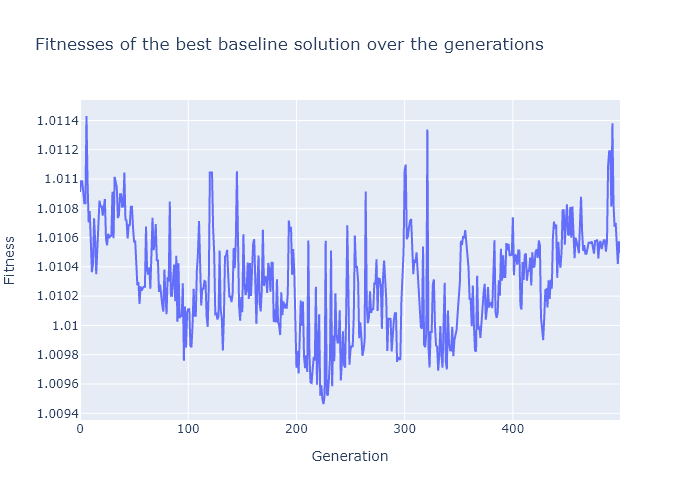 Fitnesses of the best baseline solution over the generations
1.0114
1.0112
1.011
1.0108
1.0106
1.0104
1.0102
1.01
1.0098
1.0096
1.0094
Fitness
0 100 200 300 400
Generation